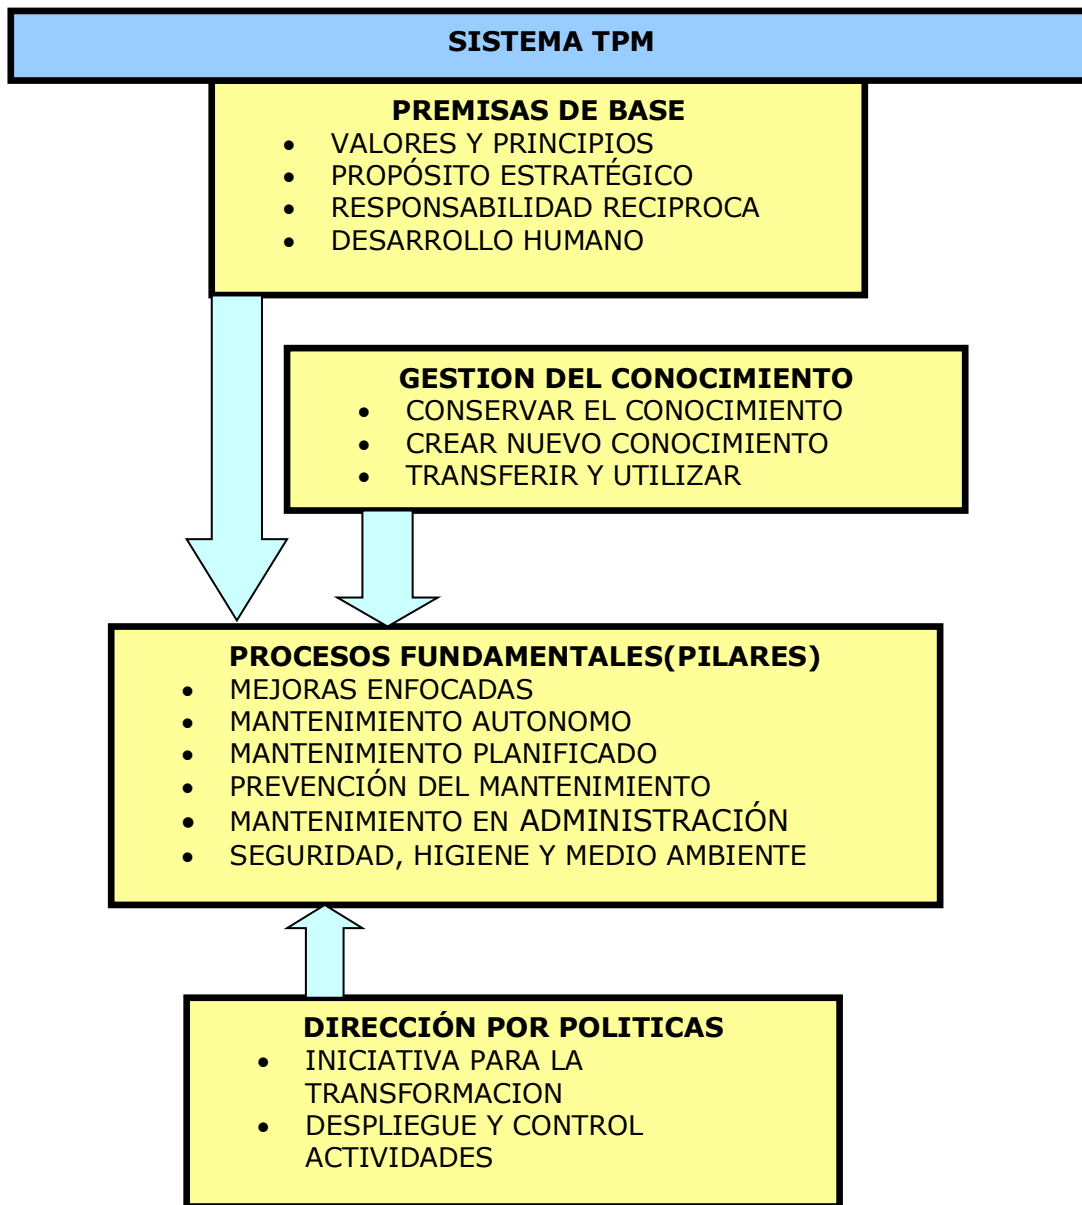 SISTEMA TPM
PREMISAS DE BASE
• VALORES Y PRINCIPIOS
• PROPÓSITO ESTRATÉGICO
• RESPONSABILIDAD RECIPROCA
• DESARROLLO HUMANO
GESTION DEL CONOCIMIENTO
• CONSERVAR EL CONOCIMIENTO
• CREAR NUEVO CONOCIMIENTO
• TRANSFERIR Y UTILIZAR
PROCESOS FUNDAMENTALES(PILARES)
• MEJORAS ENFOCADAS
• MANTENIMIENTO AUTONOMO
• MANTENIMIENTO PLANIFICADO
• PREVENCIÓN DEL MANTENIMIENTO
• MANTENIMIENTO EN ADMINISTRACIÓN
• SEGURIDAD, HIGIENE Y MEDIO AMBIENTE
DIRECCIÓN POR POLITICAS
• INICIATIVA PARA LA
TRANSFORMACION
• DESPLIEGUE Y CONTROL
ACTIVIDADES